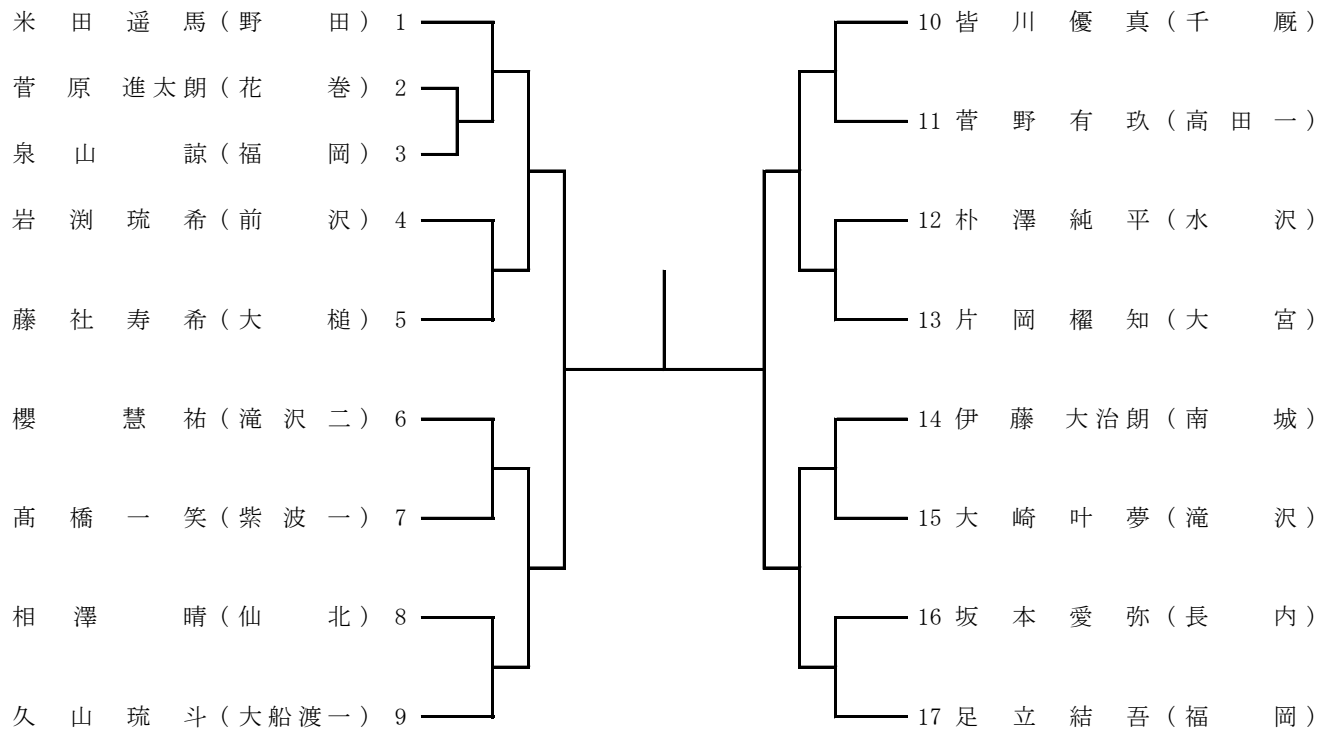 米田遥馬(野田) 1
菅原進太朗(花巻) 2
泉山諒(福岡) 3
岩渕琉希(前沢) 4
藤社寿希(大槌) 5
櫻慧祐(滝沢二) 6
髙橋一笑(紫波一) 7
相澤晴(仙北) 8
久山琉斗(大船渡一) 9
10 皆川優真(千厩)
11 菅野有玖(高田一)
12 朴澤純平(水沢)
13 片岡櫂知(大宮)
14 伊藤大治朗(南城)
15 大崎叶夢(滝沢)
16 坂本愛弥(長内)
17 足立結吾(福岡)